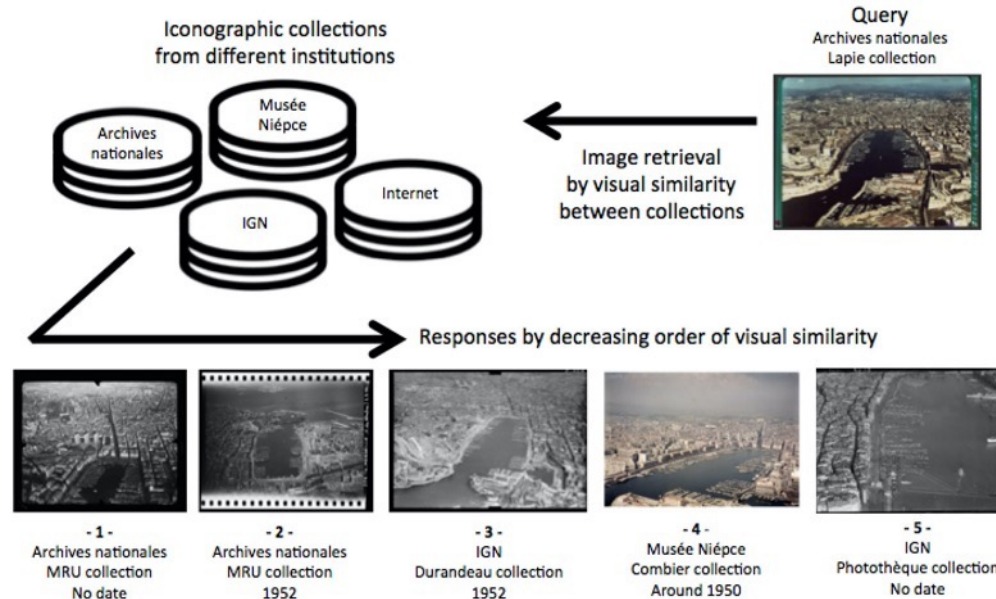 Iconographic collections
from different institutions
Archives
nationales
Musée
Niépce
IGN
Internet
Query
Archives nationales
Lapie collection
Image retrieval
by visual similarity
between collections
Responses by decreasing order of visual similarity
- 1 -
Archives nationales
MRU collection
No date
- 2 -
Archives nationales
MRU collection
1952
- 3 -
IGN
Durandeau collection
1952
- 4 -
Musée Niépce
Combier collection
Around 1950
- 5 -
IGN
Photothèque collection
No date